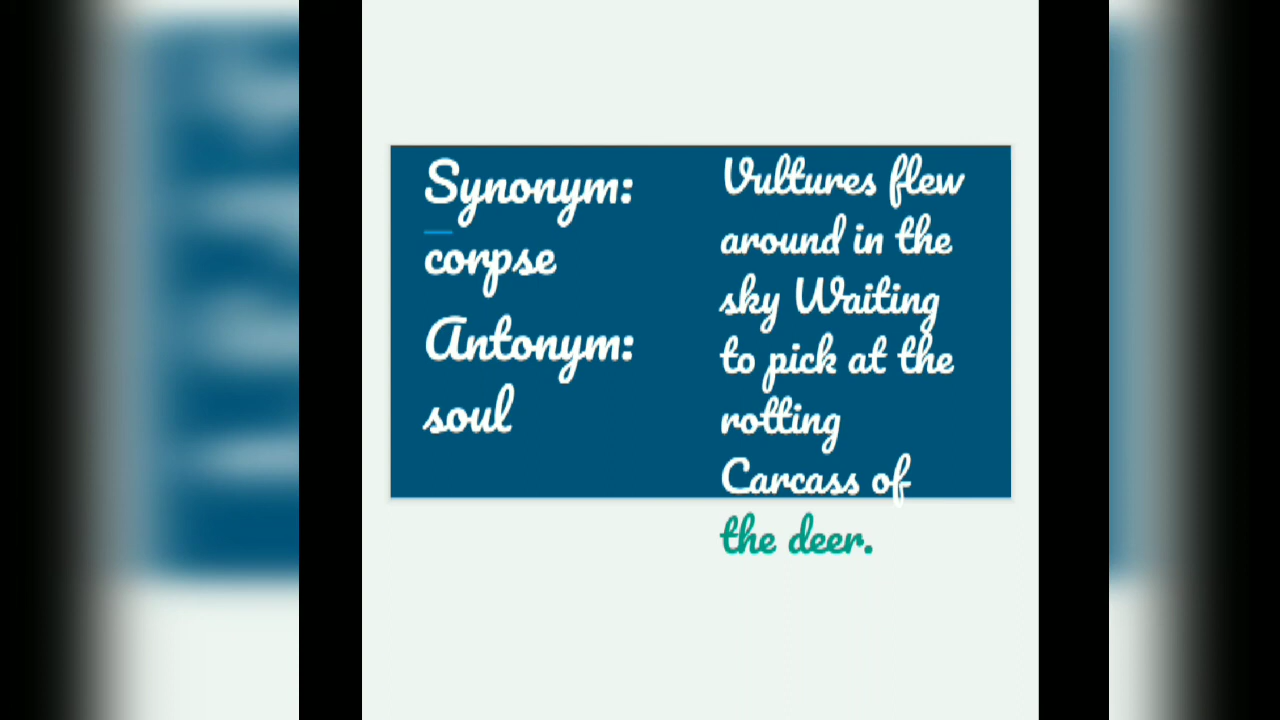 Synonym:
corpse
Antonym:
soul
Vultures flew
around in the
sky Waiting
to pick at the
rotting
Carcass of
the deer.